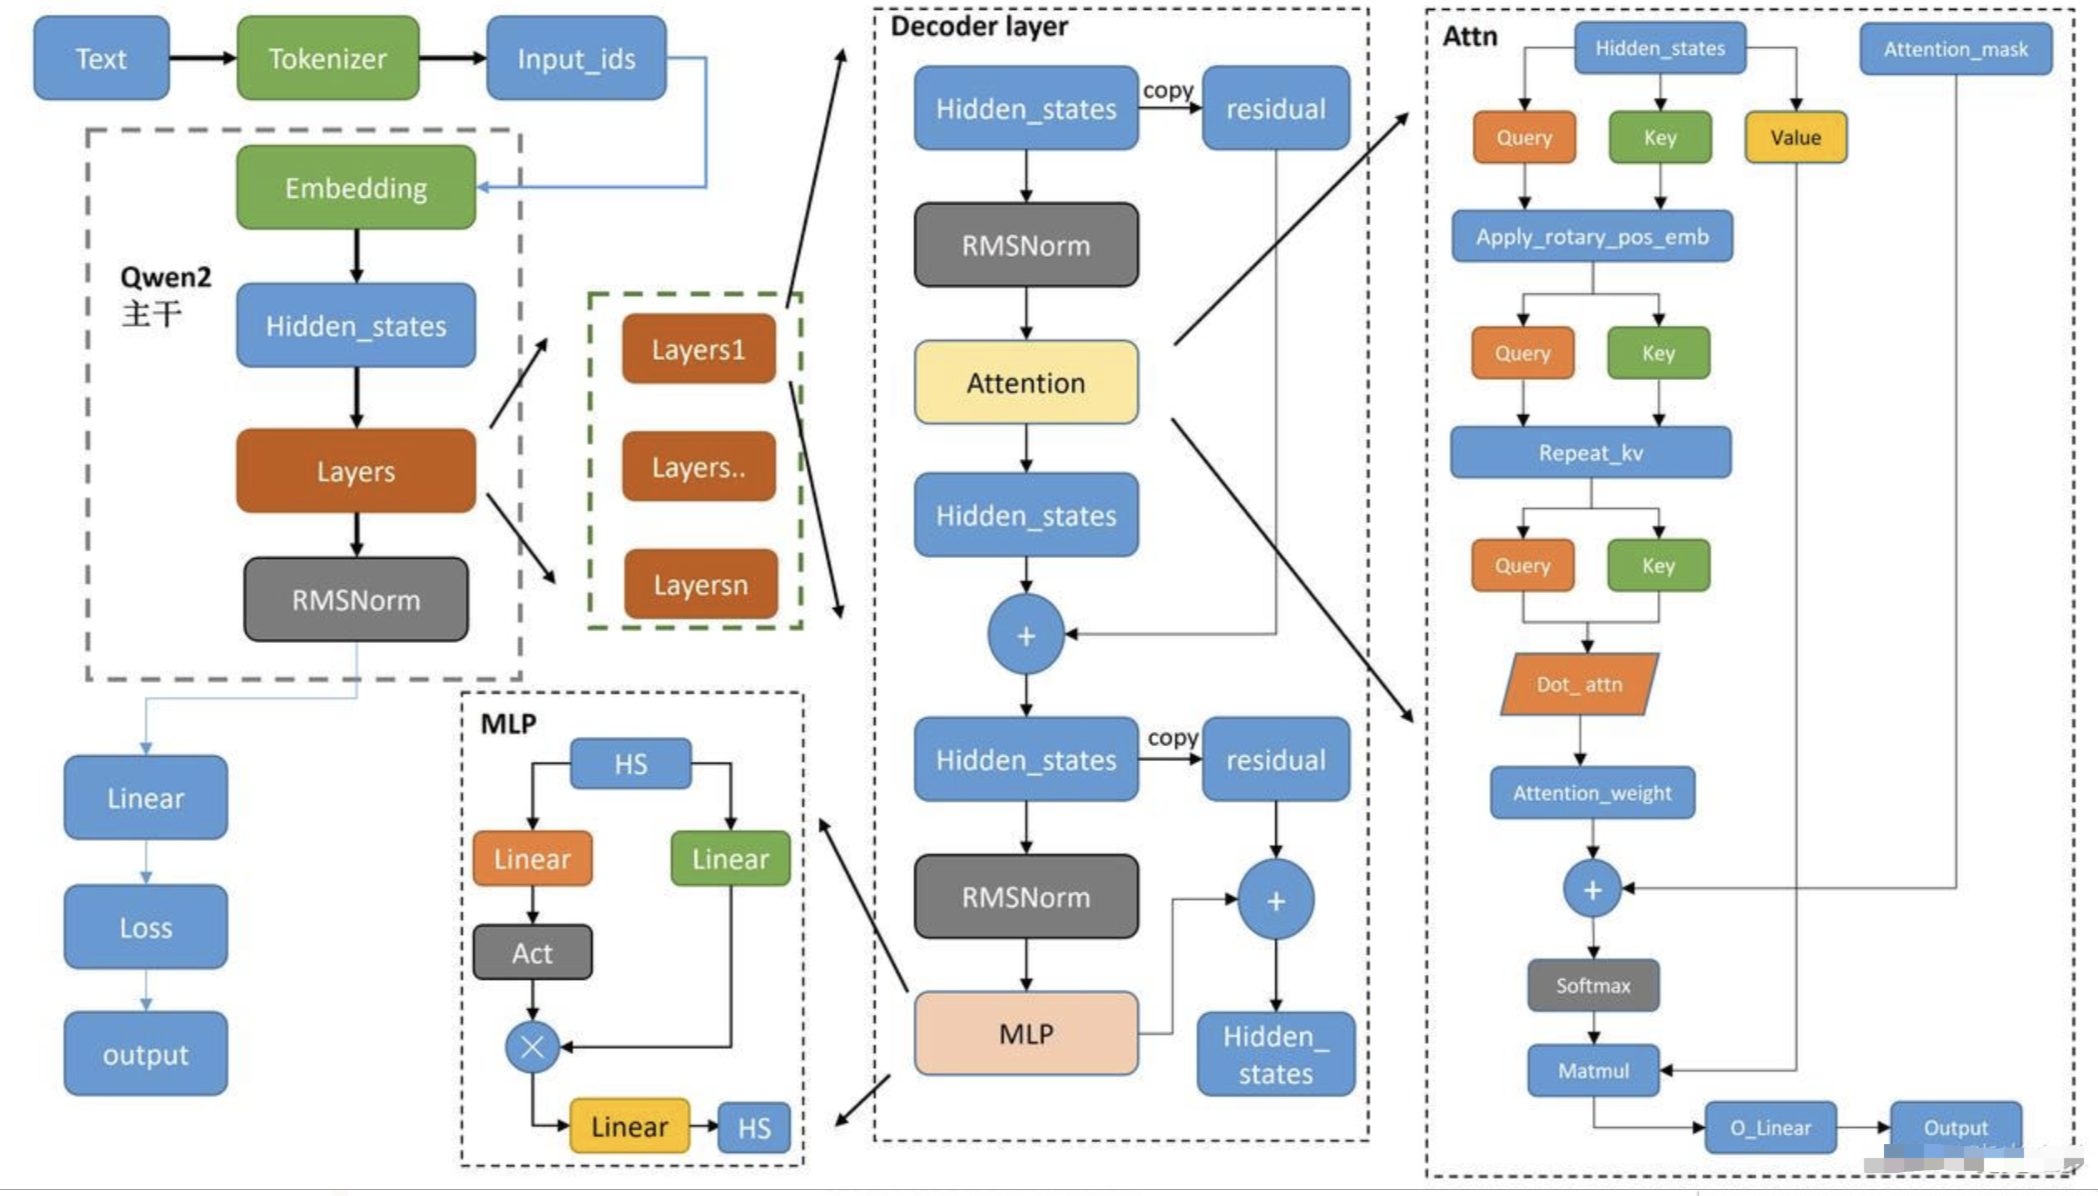 Text
Tokenizer
Input_ids
Embedding
Qwen2
主干
Hidden_states
Layers
RMSNorm
Linear
Loss
output
Layers1
Layers..
Layersn
MLP
HS
Linear
Linear
Act
×
Linear
HS
Decoder layer
Hidden_states
copy
residual
RMSNorm
Attention
Hidden_states
+
Hidden_states
copy
residual
RMSNorm
+
MLP
Hidden_
states
Attn
Hidden_states
Attention_mask
Query
Key
Value
Apply_rotary_pos_emb
Query
Key
Repeat_kv
Query
Key
Dot_ attn
Attention_weight
+
Softmax
Matmul
O_Linear
Output